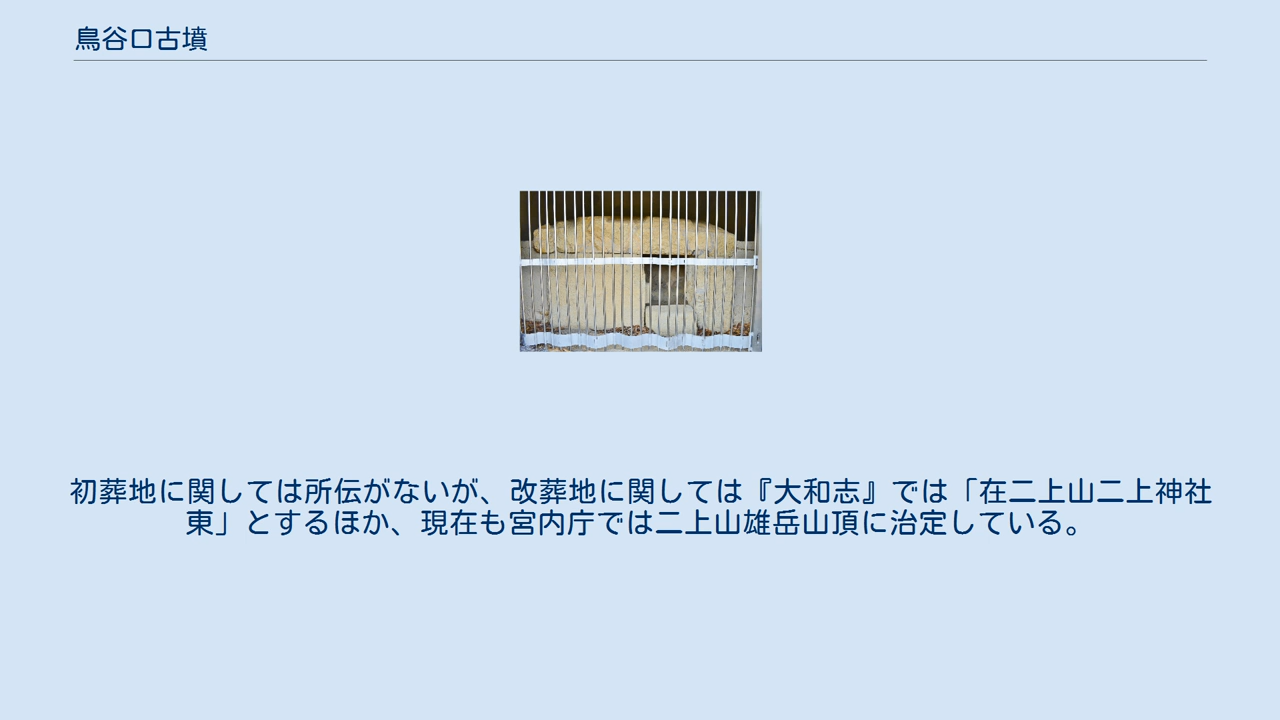 鳥谷口古墳
初葬地に関しては所伝がないが、改葬地に関しては『大和志』では「在二上山二上神社
東」とするほか、現在も宮内庁では二上山雄岳山頂に治定している。